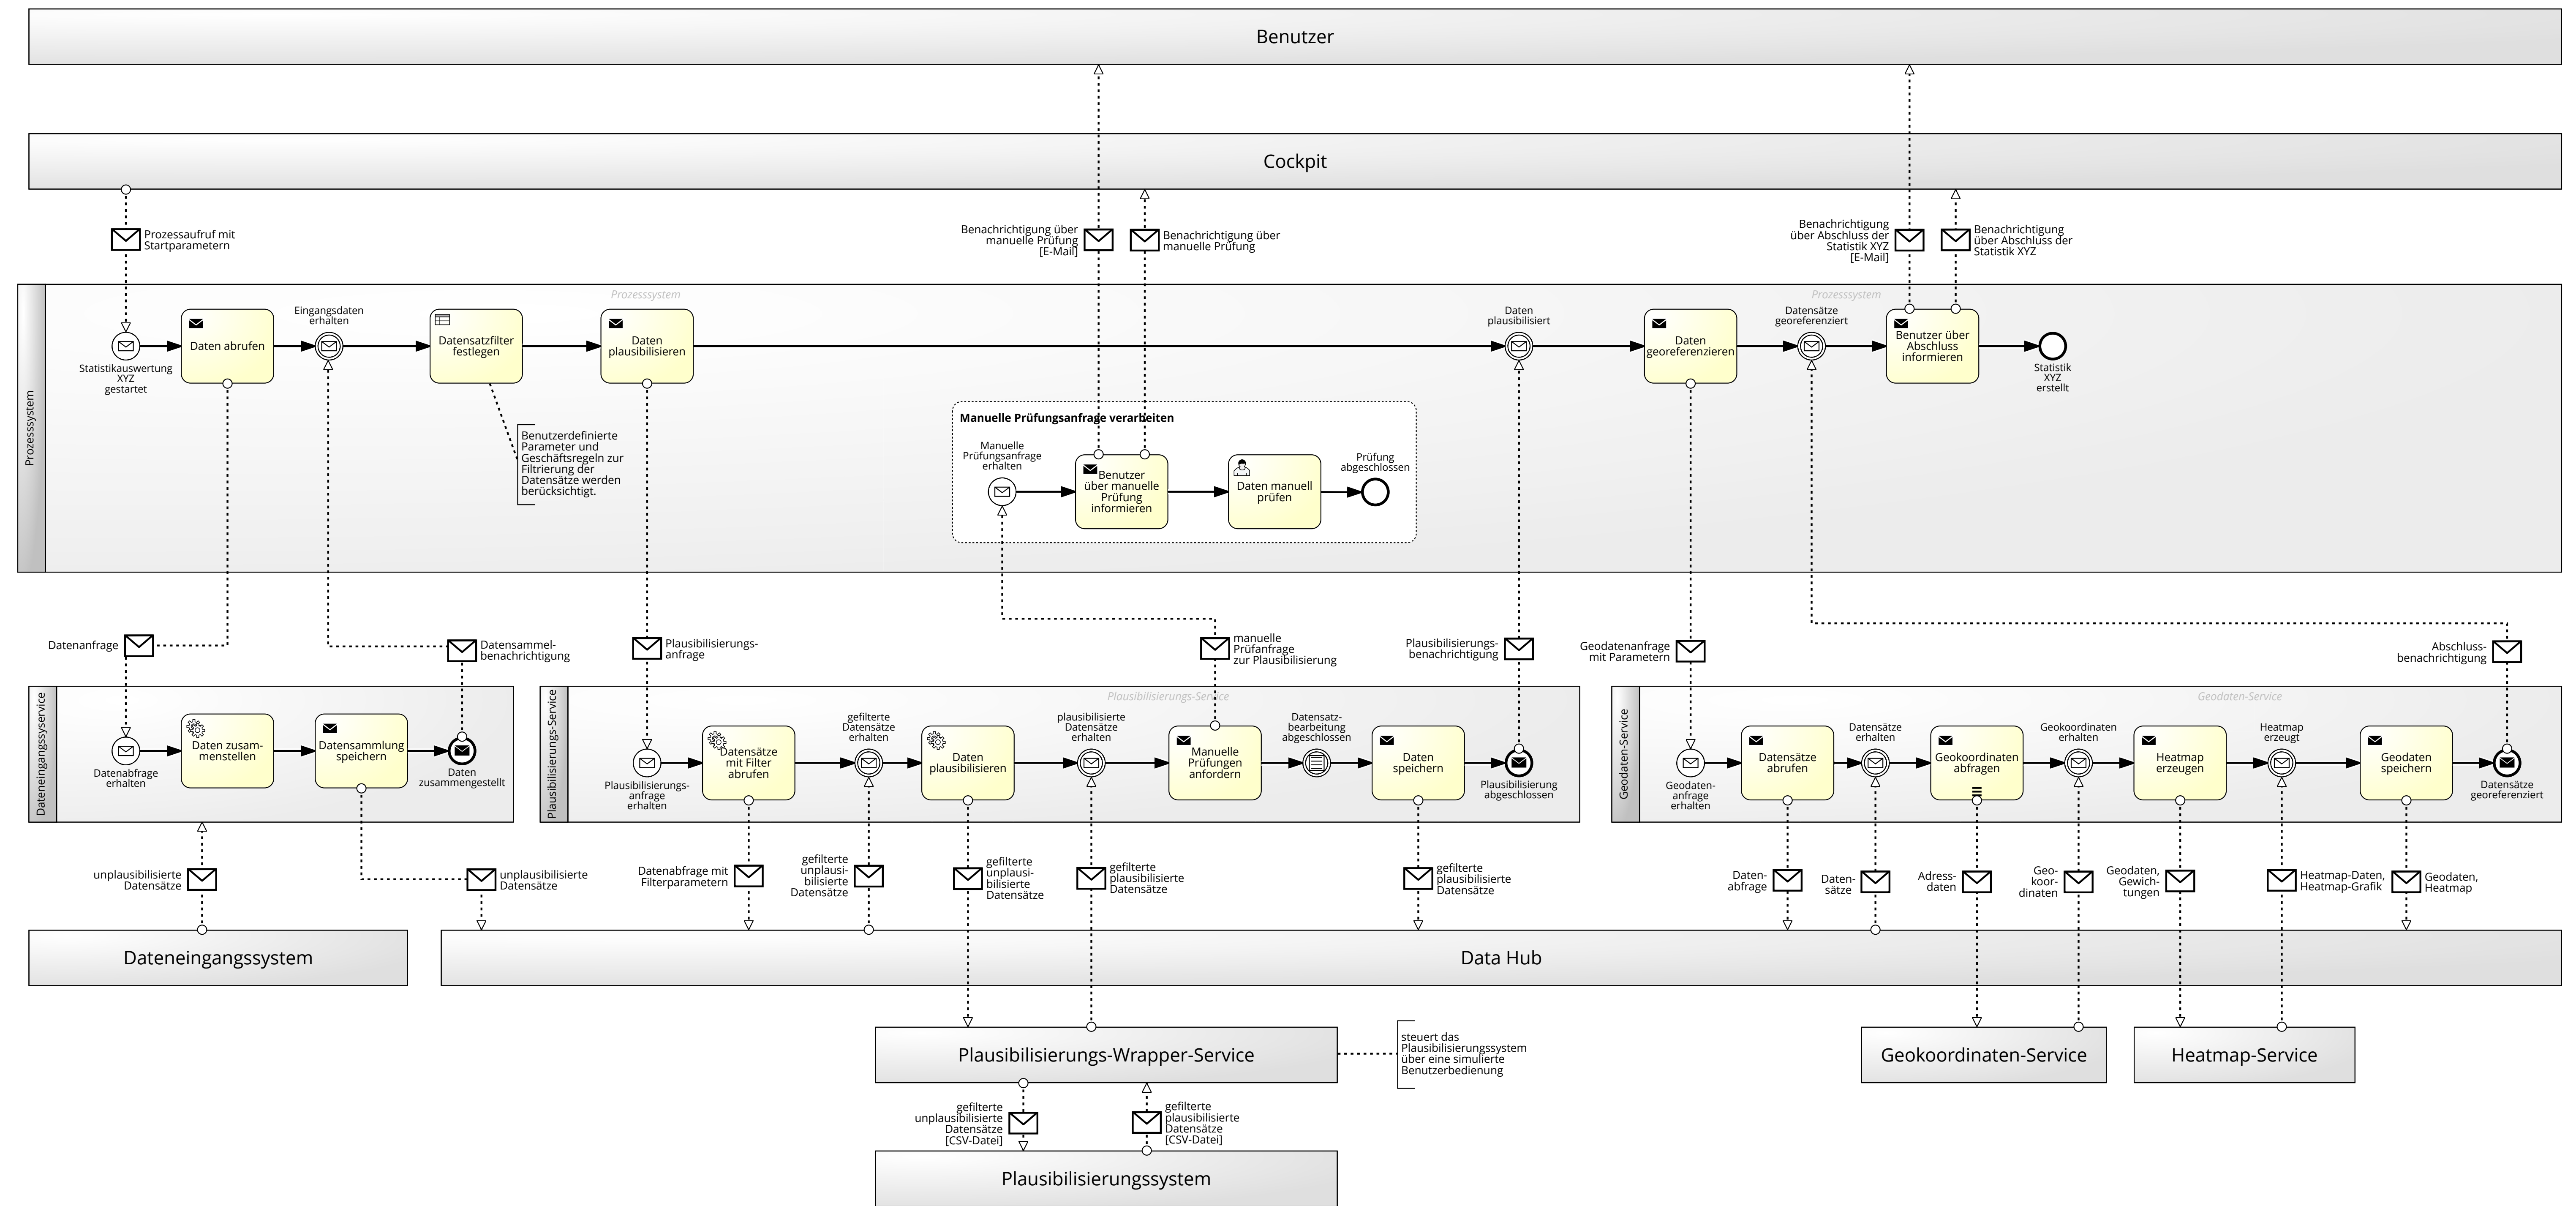 Benutzer
Cockpit
Prozessaufruf mit
Startparametern
Benachrichtigung über
manuelle Prüfung
[E-Mail]
Benachrichtigung über
manuelle Prüfung
Benachrichtigung
über Abschluss der
Statistik XYZ
[E-Mail]
Benachrichtigung
über Abschluss der
Statistik XYZ
Prozesssystem
Prozesssystem
Prozesssystem
Statistikauswertung
XYZ
gestartet
Daten abrufen
Eingangsdaten
erhalten
Datensatzfilter
festlegen
Benutzerdefinierte
Parameter und
Geschäftsregeln zur
Filtrierung der
Datensätze werden
berücksichtigt.
Daten
plausibilisieren
Manuelle Prüfungsanfrage verarbeiten
Manuelle
Prüfungsanfrage
erhalten
Benutzer
über manuelle
Prüfung
informieren
Daten manuell
prüfen
Prüfung
abgeschlossen
Daten
plausibilisiert
Daten
georeferenzieren
Datensätze
georeferenziert
Benutzer über
Abschluss
informieren
Statistik
XYZ
erstellt
Datenanfrage
Datensammel-
benachrichtigung
Plausibilisierungs-
anfrage
manuelle
Prüfanfrage
zur Plausibilisierung
Plausibilisierungs-
benachrichtigung
Geodatenanfrage
mit Parametern
Abschluss-
benachrichtigung
Dateneingangssyservice
Datenabfrage
erhalten
Daten zusam-
menstellen
Datensammlung
speichern
Daten
zusammengestellt
Plausibilisierungs-Service
Plausibilisierungs-Service
Plausibilisierungs-
anfrage
erhalten
Datensätze
mit Filter
abrufen
gefilterte
Datensätze
erhalten
Daten
plausibilisieren
plausibilisierte
Datensätze
erhalten
Manuelle
Prüfungen
anfordern
Datensatz-
bearbeitung
abgeschlossen
Daten
speichern
Plausibilisierung
abgeschlossen
Geodaten-Service
Geodaten-Service
Geodaten-
anfrage
erhalten
Datensätze
abrufen
Datensätze
erhalten
Geokoordinaten
abfragen
Geokoordinaten
erhalten
Heatmap
erzeugen
Heatmap
erzeugt
Geodaten
speichern
Datensätze
georeferenziert
unplausibilisierte
Datensätze
unplausibilisierte
Datensätze
Datenabfrage mit
Filterparametern
gefilterte
unplausi-
bilisierte
Datensätze
gefilterte
unplausi-
bilisierte
Datensätze
gefilterte
plausibilisierte
Datensätze
gefilterte
plausibilisierte
Datensätze
Daten-
abfrage
Daten-
sätze
Adress-
daten
Geo-
koor-
dinaten
Geodaten,
Gewich-
tungen
Heatmap-Daten,
Heatmap-Grafik
Geodaten,
Heatmap
Dateneingangssystem
Data Hub
Plausibilisierungs-Wrapper-Service
steuert das
Plausibilisierungssystem
über eine simulierte
Benutzerbedienung
Geokoordinaten-Service
Heatmap-Service
gefilterte
unplausibilisierte
Datensätze
[CSV-Datei]
gefilterte
plausibilisierte
Datensätze
[CSV-Datei]
Plausibilisierungssystem